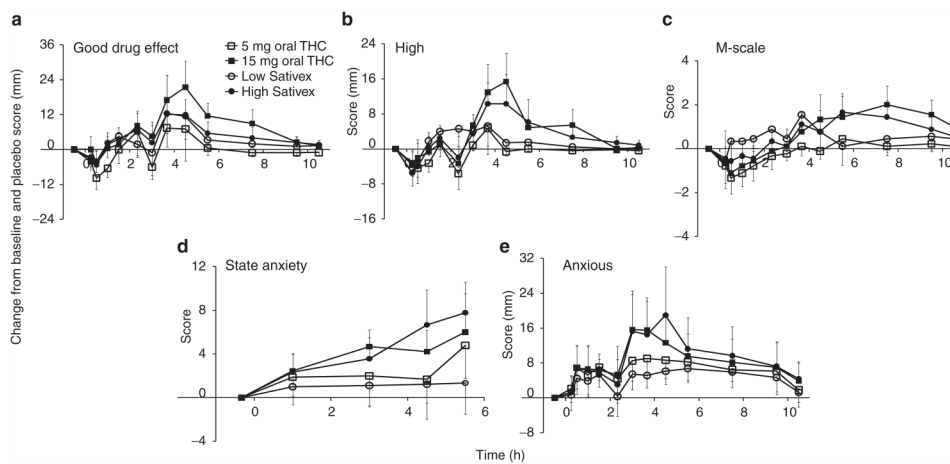 a
Good drug effect
36
24
12
0
−12
−24
0 2 4 6 8 10
5 mg oral THC
15 mg oral THC
Low Sativex
High Sativex
b
High
Score (mm)
24
16
8
0
−8
−16
0 2 4 6 8 10
c
M-scale
Score
4
2
0
−2
−4
0 2 4 6 8 10
Change from baseline and placebo score (mm)
d
State anxiety
Score
12
8
4
0
−4
0 2 4 6
e
Anxious
Score (mm)
32
24
16
8
0
−8
0 2 4 6 8 10
Time (h)